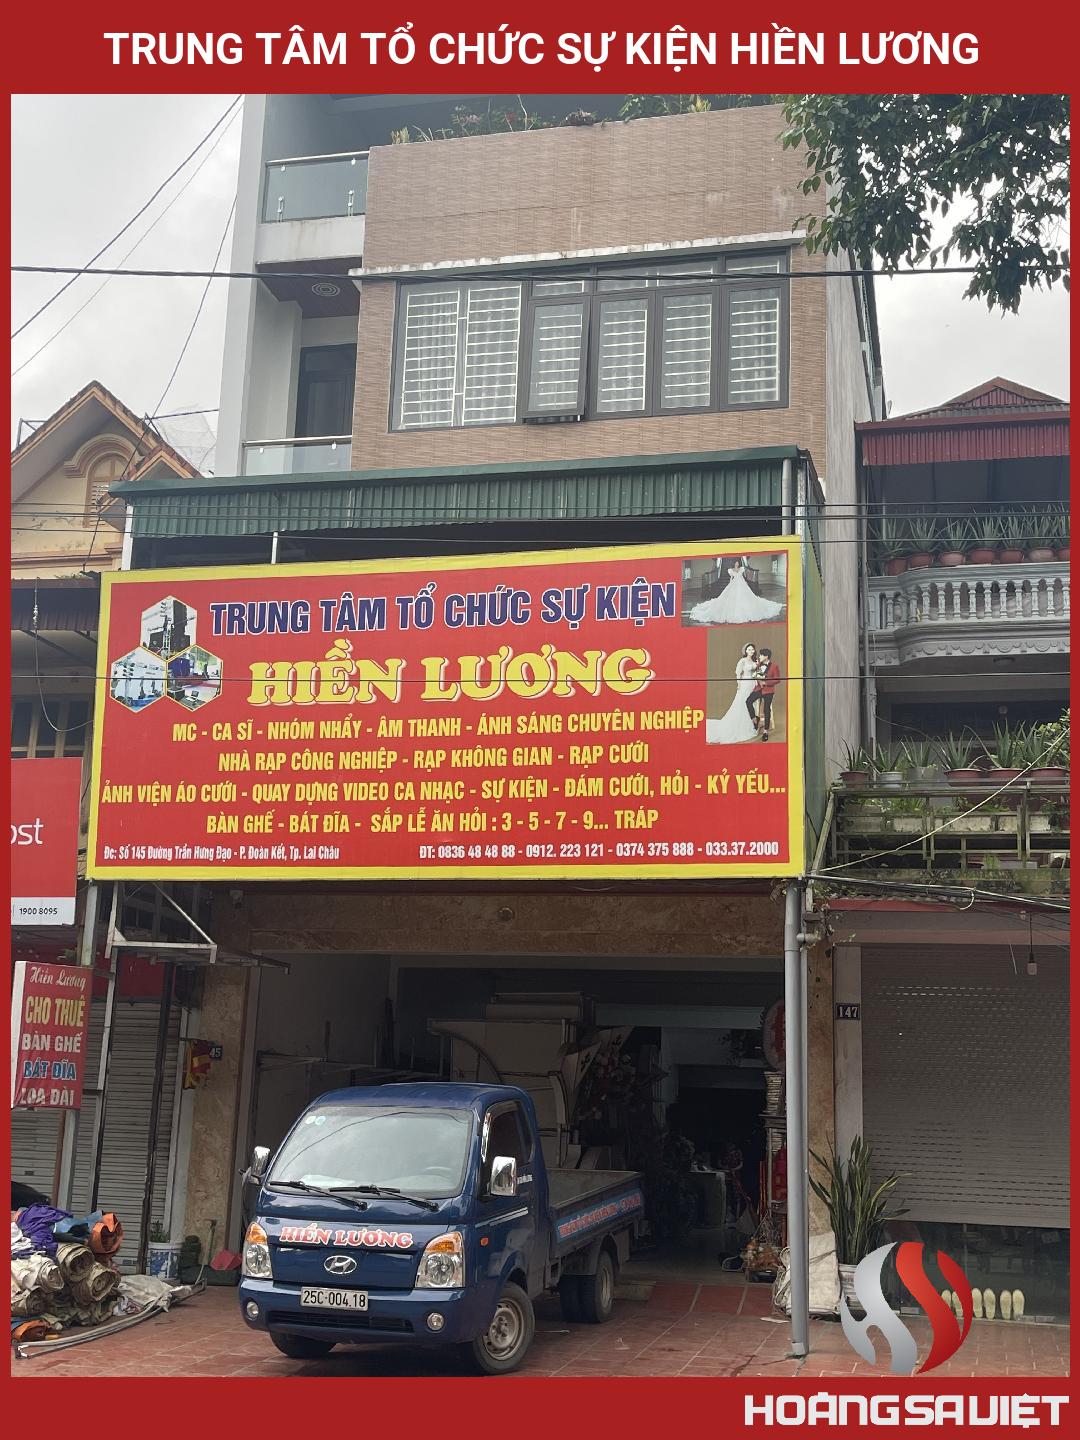 TRUNG TÂM TỔ CHỨC SỰ KIỆN HIỀN LƯƠNG
TRUNG TÂM TỔ CHỨC SỰ KIỆN
HIỀN LƯƠNG
MC - CA SĨ - NHÓM NHẨY - ÂM THANH - ÁNH SÁNG CHUYÊN NGHIỆP
NHÀ RẠP CÔNG NGHIỆP - RẠP KHÔNG GIAN - RẠP CƯỚI
ẢNH VIỆN ÁO CƯỚI - QUAY DỰNG VIDEO CA NHẠC - SỰ KIỆN - ĐÁM CƯỚI, HỎI - KỶ YẾU...
BÀN GHẾ - BÁT ĐĨA - SẮP LỄ ĂN HỎI : 3 - 5 - 7 - 9... TRÁP
Đc: Số 145 Đường Trần Hưng Đạo - P. Đoàn Kết, Tp. Lai Châu
ĐT: 0836 48 48 88 - 0912. 223 121 - 0374 375 888 - 033.37.2000
ost
1900 8095
Hiền Lương
CHO THUÊ
BÀN GHẾ
BÁT ĐĨA
LOA ĐÀI
45
147
HIỀN LƯƠNG
25C-004.18
HOÀNG SA VIỆT